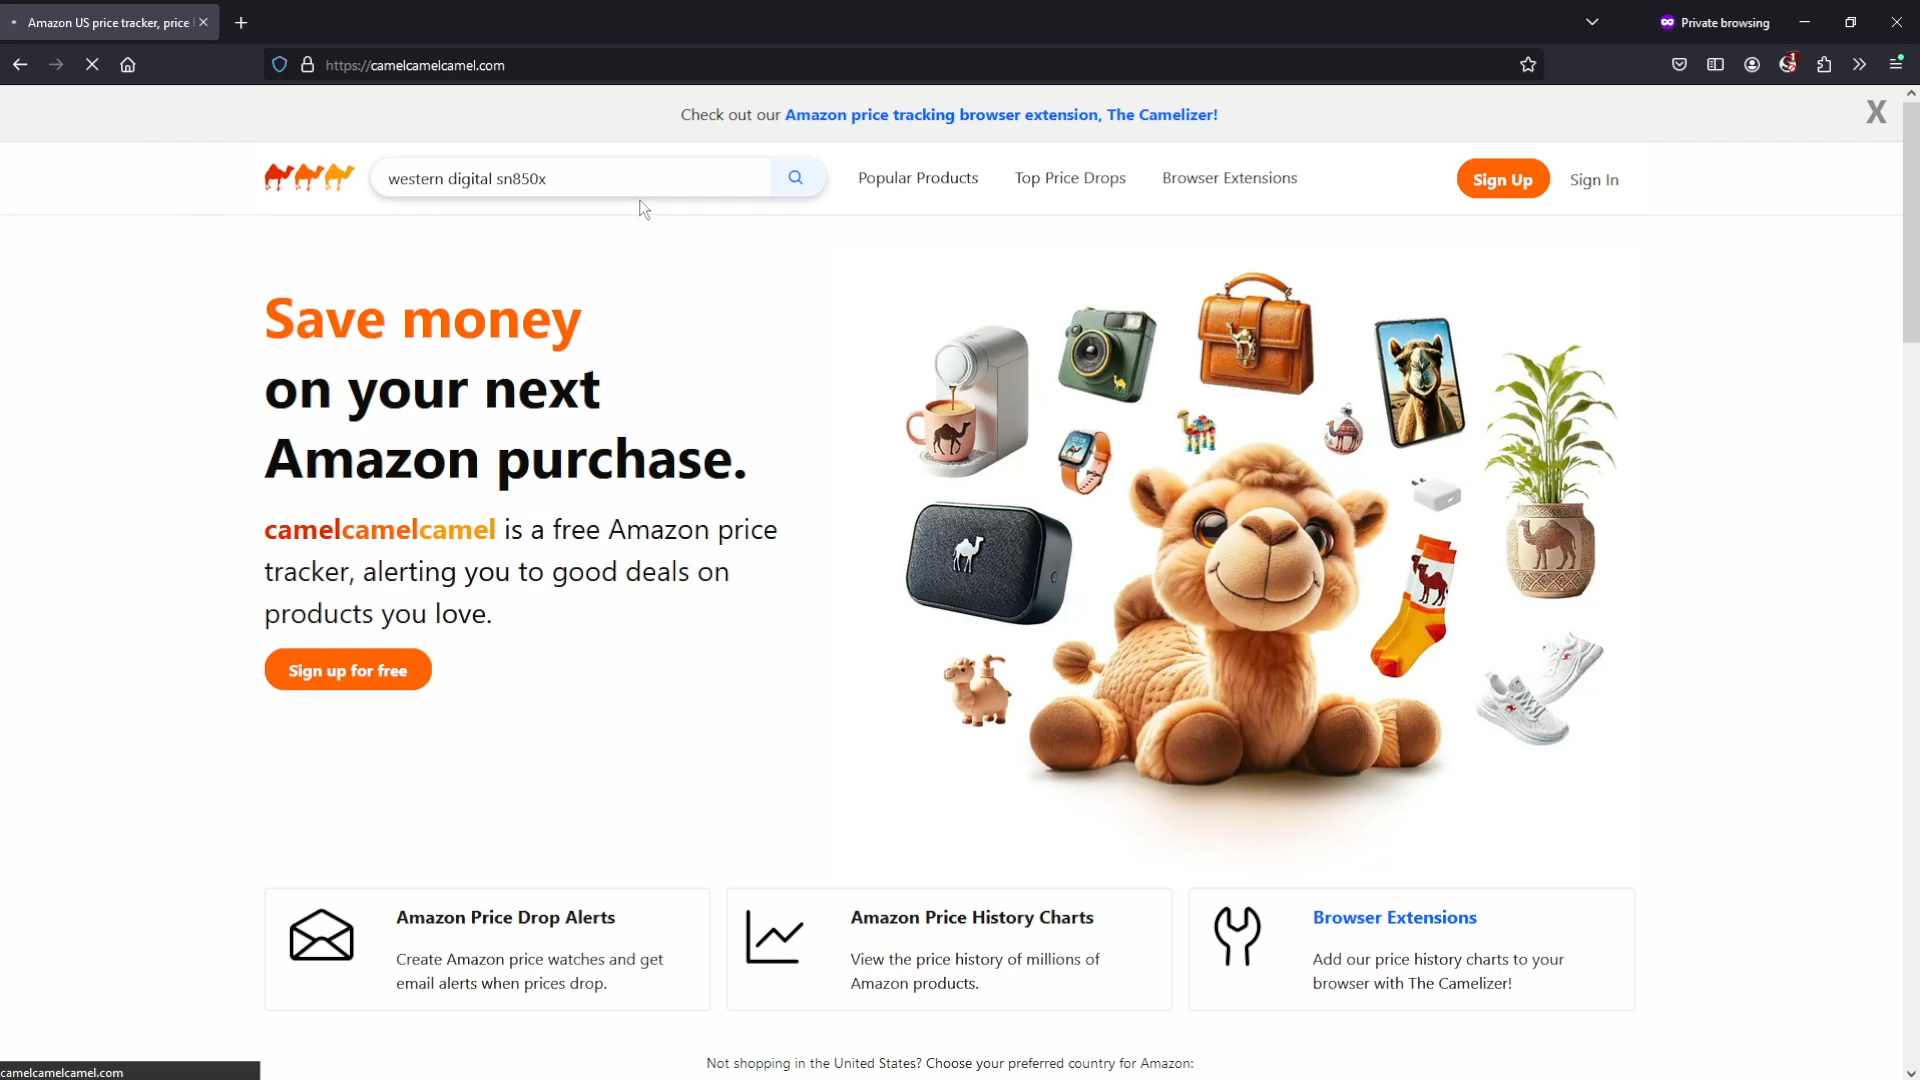 Amazon US price tracker, price
Private browsing
https://camelcamelcamel.com
1
Check out our Amazon price tracking browser extension, The Camelizer!
X
western digital sn850x
Popular Products
Top Price Drops
Browser Extensions
Sign Up
Sign In
Save money
on your next
Amazon purchase.
camelcamelcamel is a free Amazon price
tracker, alerting you to good deals on
products you love.
Sign up for free
Amazon Price Drop Alerts
Create Amazon price watches and get
email alerts when prices drop.
Amazon Price History Charts
View the price history of millions of
Amazon products.
Browser Extensions
Add our price history charts to your
browser with The Camelizer!
Not shopping in the United States? Choose your preferred country for Amazon:
camelcamelcamel.com